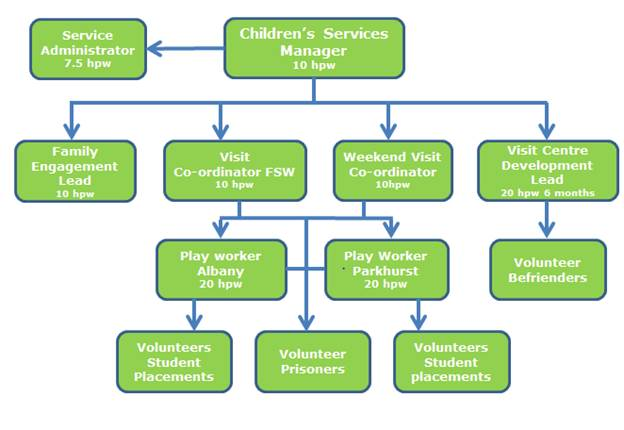 Service
Administrator
7.5 hpw
Children's Services
Manager
10 hpw
Family
Engagement
Lead
10 hpw
Visit
Co-ordinator FSW
10 hpw
Weekend Visit
Co-ordinator
10hpw
Visit Centre
Development
Lead
20 hpw 6 months
Play worker
Albany
20 hpw
Play Worker
Parkhurst
20 hpw
Volunteer
Befrienders
Volunteers
Student
Placements
Volunteer
Prisoners
Volunteers
Student
placements